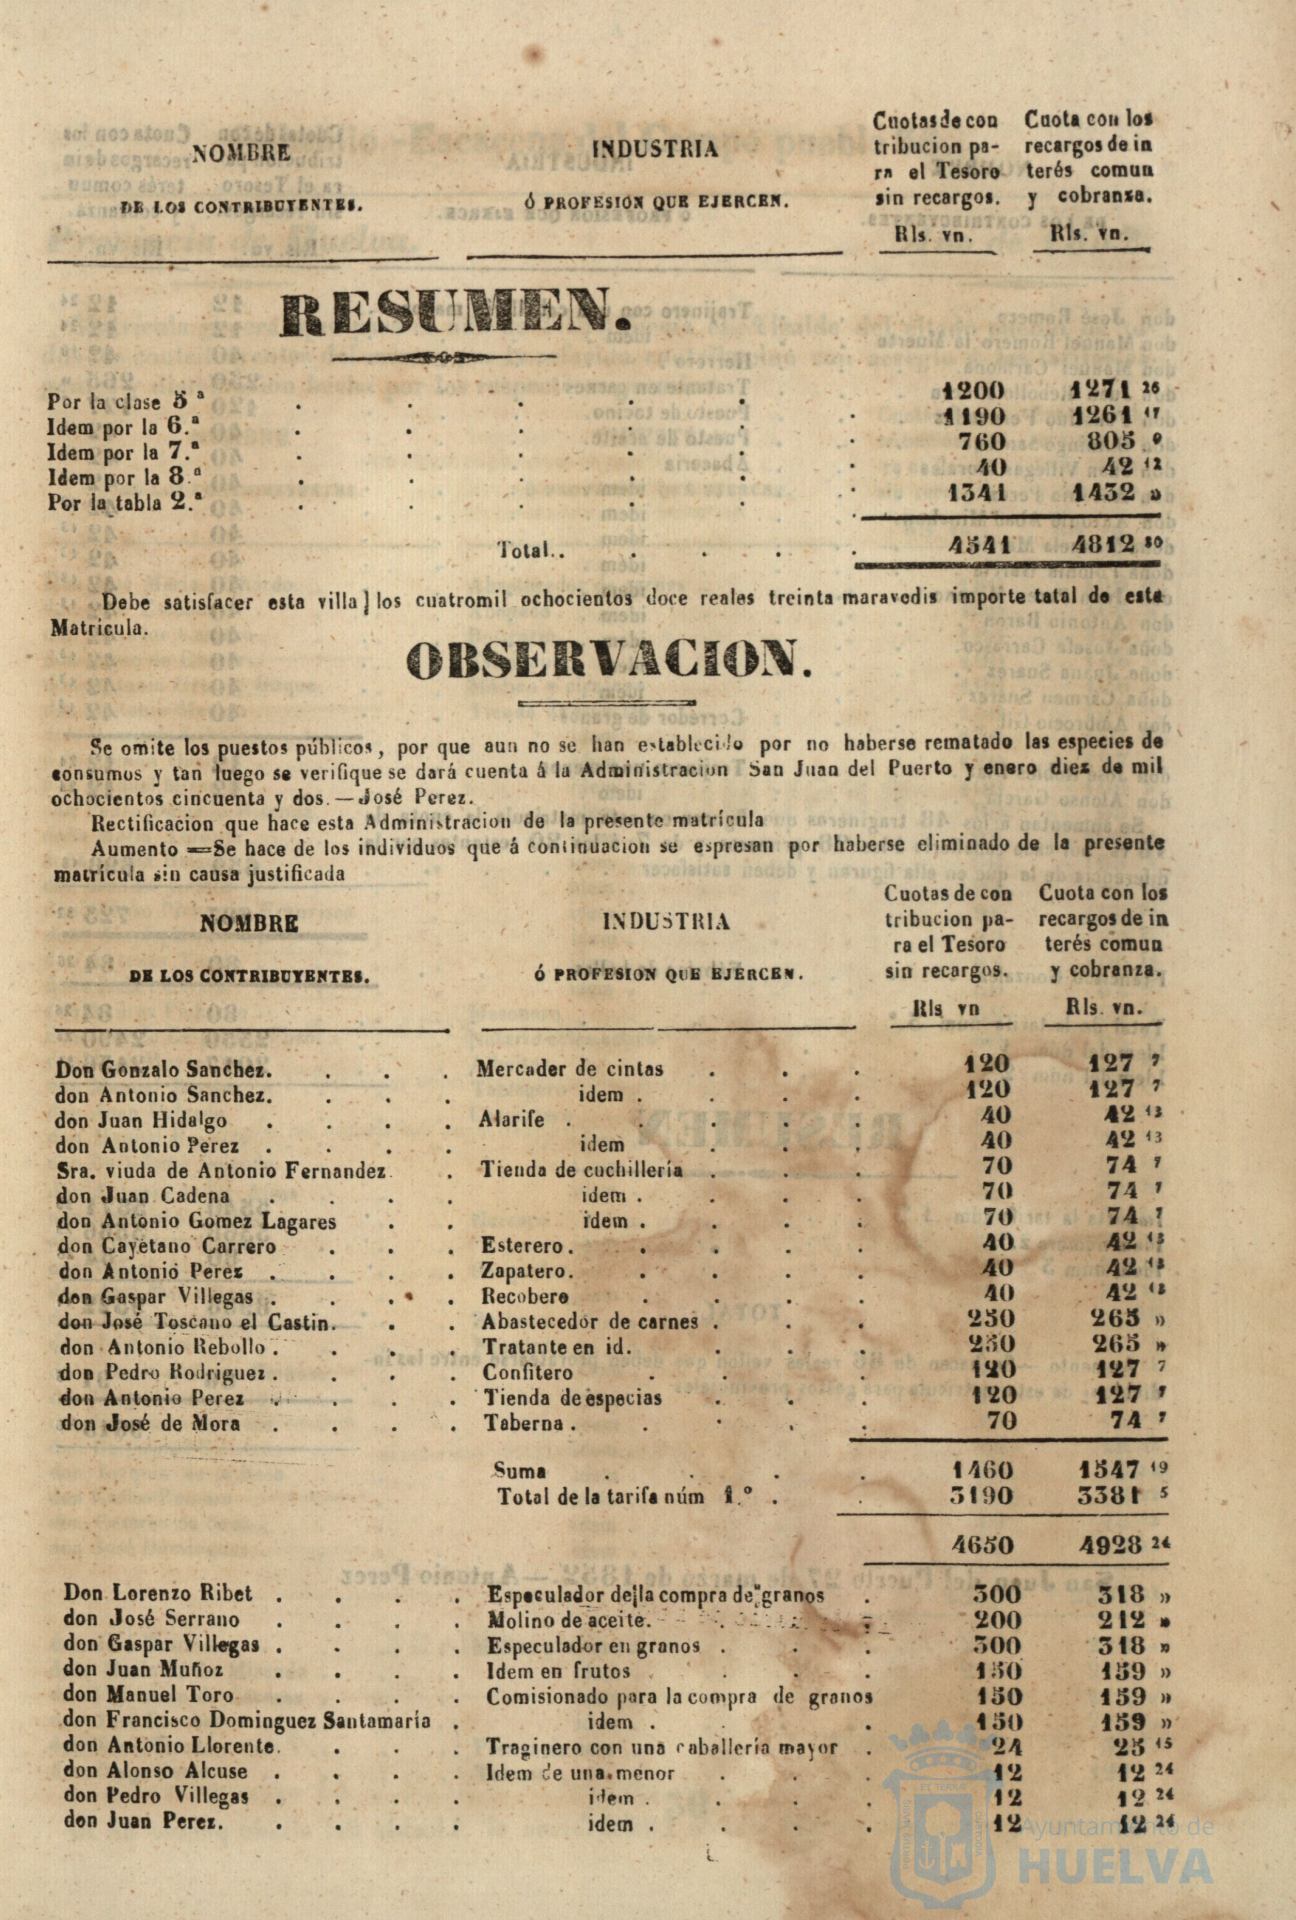 NOMBRE
DE LOS CONTRIBUYENTES.
INDUSTRIA
Ó PROFESION QUE EJERCEN.
Cuotas de con
tribucion pa-
ra el Tesoro
sin recargos.
Rls. vn.
Cuota con los
recargos de in
terés comun
y cobranza.
Rls. vn.
RESUMEN.
Por la clase 5.ª . . . . . 1200 1271 26
Idem por la 6.ª . . . . . . 1190 1261 17
Idem por la 7.ª . . . . . . 760 805
Idem por la 8.ª . . . . . . 40 42 12
Por la tabla 2.ª . . . . . . 1341 1432 »
Total. . . . . . 4541 4812 30
Debe satisfacer esta villa los cuatromil ochocientos doce reales treinta maravedis importe tatal de esta
Matricula.
OBSERVACION.
Se omite los puestos públicos, por que aun no se han establecido por no haberse rematado las especies de
consumos y tan luego se verifique se dará cuenta á la Administracion San Juan del Puerto y enero diez de mil
ochocientos cincuenta y dos.—José Perez.
Rectificacion que hace esta Administracion de la presente matrícula
Aumento =Se hace de los individuos que á continuacion se espresan por haberse eliminado de la presente
matrícula sin causa justificada
NOMBRE
DE LOS CONTRIBUYENTES.
INDUSTRIA
Ó PROFESION QUE EJERCEN.
Cuotas de con
tribucion pa-
ra el Tesoro
sin recargos.
Rls vn
Cuota con los
recargos de in
terés comun
y cobranza.
Rls. vn.
Don Gonzalo Sanchez. . . . Mercader de cintas . . . 120 127 7
don Antonio Sanchez. . . . idem . . . . 120 127 7
don Juan Hidalgo . . . . Alarife . . . . . 40 42 13
don Antonio Perez . . . . idem . . . 40 42 13
Sra. viuda de Antonio Fernandez . Tienda de cuchillería . . . 70 74 7
don Juan Cadena . . . . idem . . . . 70 74 7
don Antonio Gomez Lagares . . idem . . . . 70 74 7
don Cayetano Carrero . . . Esterero. . . . . 40 42 13
don Antonio Perez . . . . Zapatero. . . . . 40 42 13
don Gaspar Villegas . . . . Recobero . . . . 40 42 13
don José Toscano el Castin. . . Abastecedor de carnes . . . 250 265 »
don Antonio Rebollo . . . . Tratante en id. . . . 250 265 »
don Pedro Rodriguez . . . . Confitero . . . . 120 127 7
don Antonio Perez . . . . Tienda de especias . . . 120 127 7
don José de Mora . . . . Taberna . . . . . 70 74 7
Suma . . . . 1460 1547 19
Total de la tarifa núm 1.º . . 3190 3381 5
4650 4928 24
Don Lorenzo Ribet . . . . Especulador de la compra de granos . 300 318 »
don José Serrano . . . . Molino de aceite. . . . 200 212 »
don Gaspar Villegas . . . . Especulador en granos . . . 300 318 »
don Juan Muñoz . . . . Idem en frutos . . . 150 159 »
don Manuel Toro . . . . Comisionado para la compra de granos 150 159 »
don Francisco Dominguez Santamaría . idem . . . 150 159 »
don Antonio Llorente. . . . Traginero con una caballería mayor . 24 25 15
don Alonso Alcuse . . . . Idem de una menor . . . 12 12 24
don Pedro Villegas . . . . idem . . . . 12 12 24
don Juan Perez. . . . . idem . . . . 12 12 24
Ayuntamiento de
HUELVA